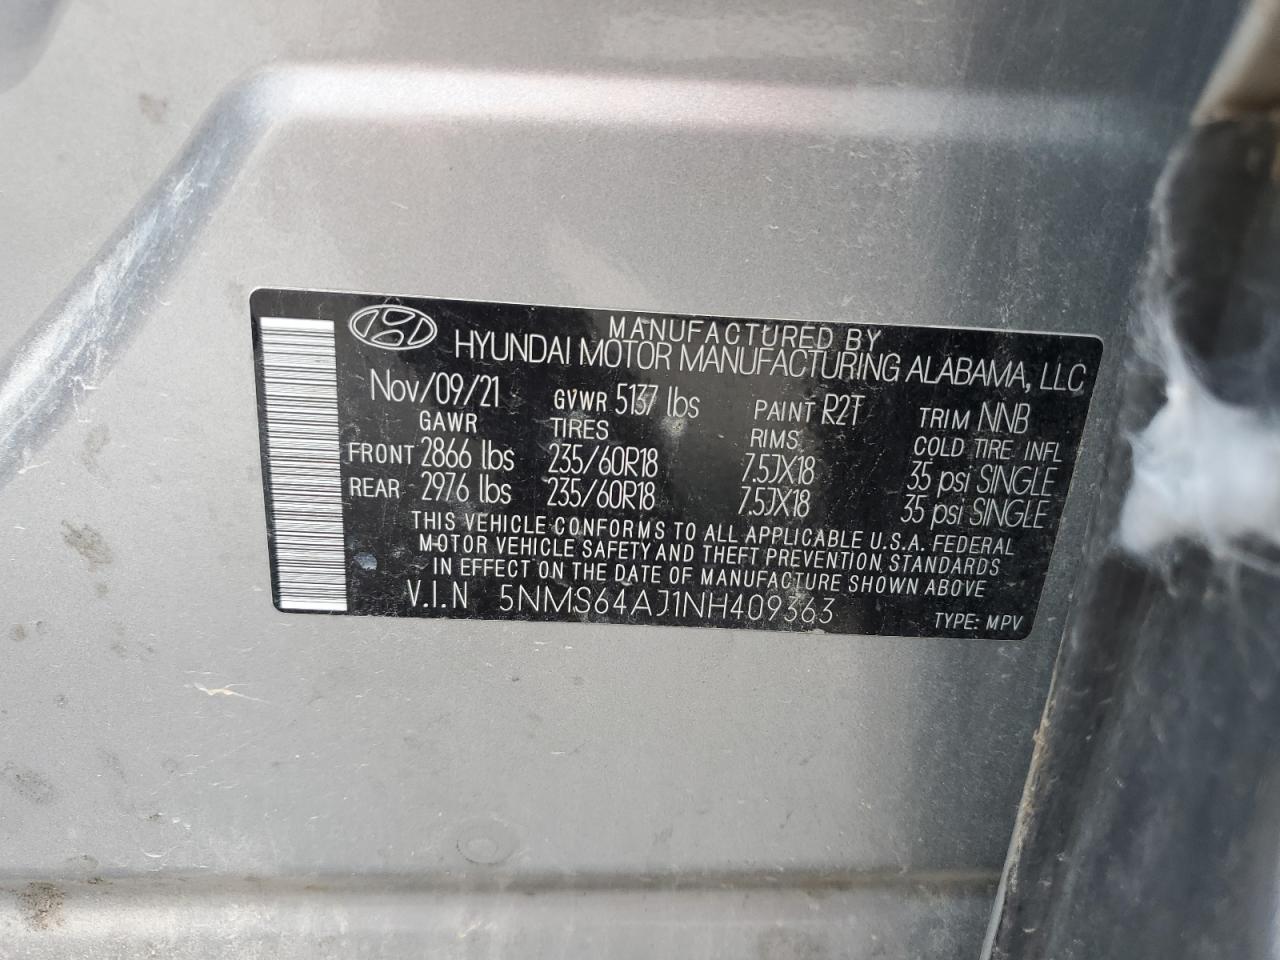 MANUFACTURED BY
HYUNDAI MOTOR MANUFACTURING ALABAMA, LLC
Nov/09/21 GVWR 5137 lbs PAINT R2T TRIM NNB
GAWR TIRES RIMS COLD TIRE INFL
FRONT 2866 lbs 235/60R18 7.5JX18 35 psi SINGLE
REAR 2976 lbs 235/60R18 7.5JX18 35 psi SINGLE
THIS VEHICLE CONFORMS TO ALL APPLICABLE U.S.A. FEDERAL
MOTOR VEHICLE SAFETY AND THEFT PREVENTION STANDARDS
IN EFFECT ON THE DATE OF MANUFACTURE SHOWN ABOVE
V.I.N 5NMS64AJ1NH409363 TYPE: MPV